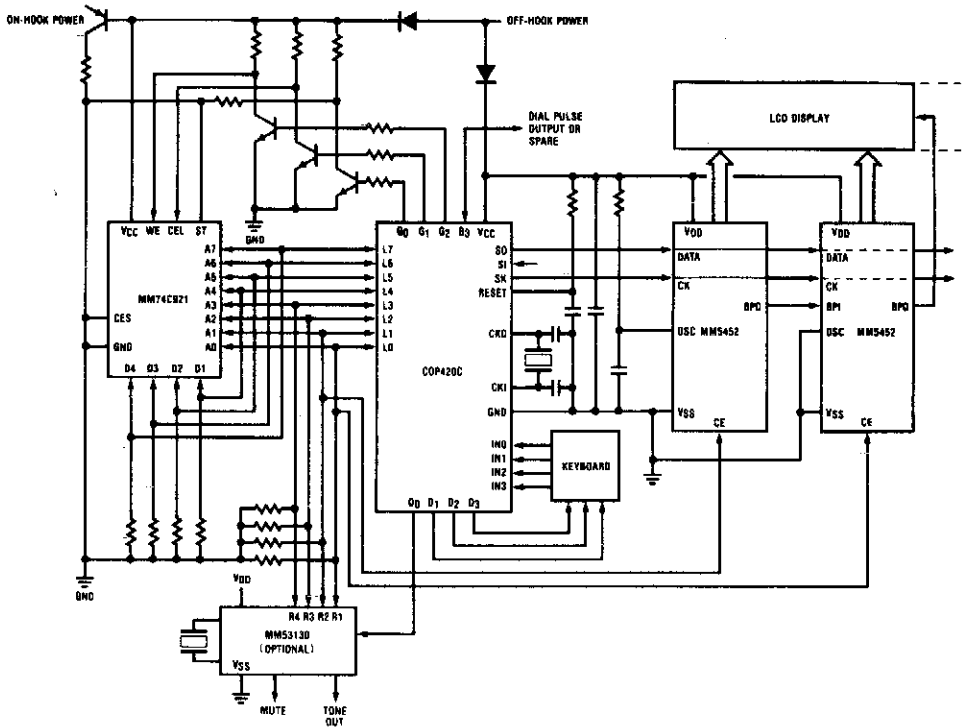 ON-HOOK POWER
OFF-HOOK POWER
DIAL PULSE
OUTPUT OR
SPARE
LCD DISPLAY
GND
VCC WE CEL ST
G0 G1 G2 B3 VCC
VDD
VDD
A7
A6
A5
A4
A3
A2
A1
A0
MM74C921
CES
GND
D4 D3 D2 D1
L7
L6
L5
L4
L3
L2
L1
L0
COP420C
SO
SI
SK
RESET
CKO
CKI
GND
IN0
IN1
IN2
IN3
DATA
CK
BPO
OSC MM5452
VSS
CE
DATA
CK
BPI
BPO
OSC MM5452
VSS
CE
KEYBOARD
D0 D1 D2 D3
GND
VDD
R4 R3 R2 R1
MM53130
(OPTIONAL)
VSS
MUTE
TONE
OUT